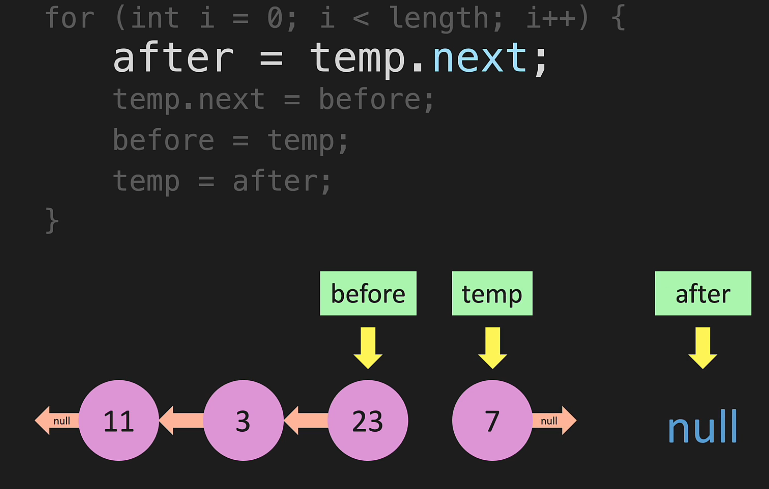 for (int i = 0; i < length; i++) {
after = temp.next;
temp.next = before;
before = temp;
temp = after;
}
before temp after
null 11 3 23 7 null null